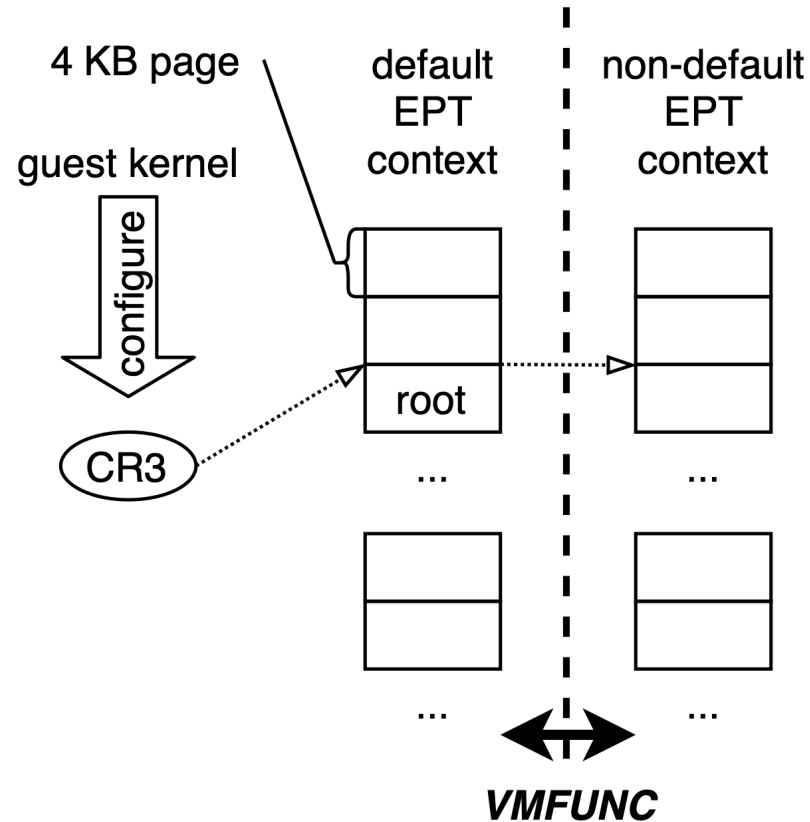 4 KB page
default
EPT
context
non-default
EPT
context
guest kernel
configure
root
CR3
...
...
...
...
VMFUNC